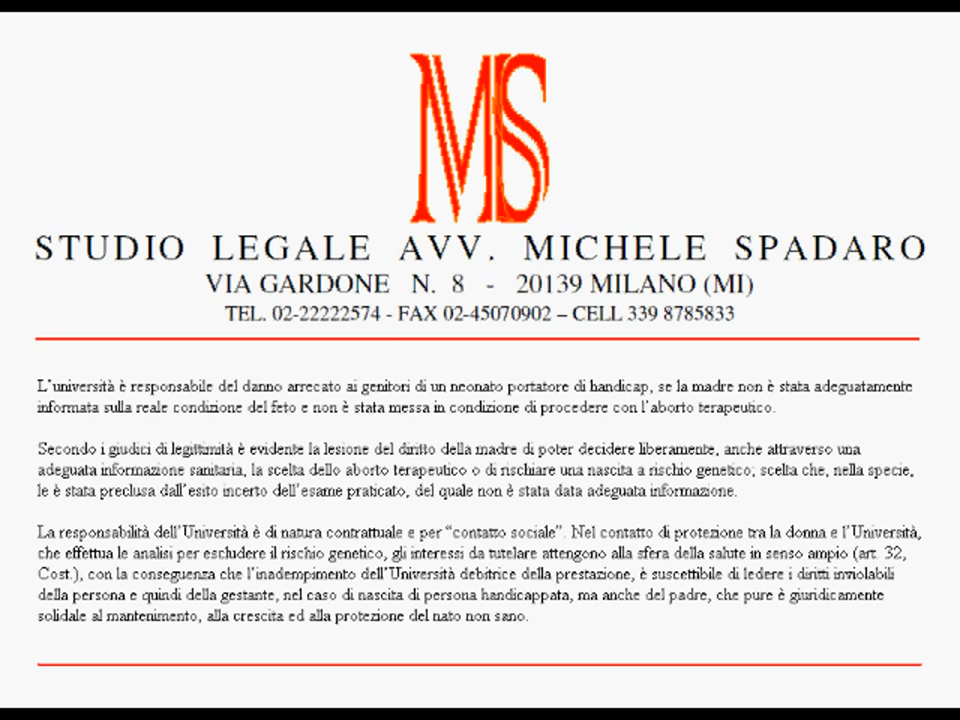 MS
STUDIO LEGALE AVV. MICHELE SPADARO
VIA GARDONE N. 8 - 20139 MILANO (MI)
TEL. 02-22222574 - FAX 02-45070902 – CELL 339 8785833
L'università è responsabile del danno arrecato ai genitori di un neonato portatore di handicap, se la madre non è stata adeguatamente
informata sulla reale condizione del feto e non è stata messa in condizione di procedere con l'aborto terapeutico.
Secondo i giudici di legittimità è evidente la lesione del diritto della madre di poter decidere liberamente, anche attraverso una
adeguata informazione sanitaria, la scelta dello aborto terapeutico o di rischiare una nascita a rischio genetico; scelta che, nella specie,
le è stata preclusa dall'esito incerto dell'esame praticato, del quale non è stata data adeguata informazione.
La responsabilità dell'Università è di natura contrattuale e per “contatto sociale”. Nel contatto di protezione tra la donna e l'Università,
che effettua le analisi per escludere il rischio genetico, gli interessi da tutelare attengono alla sfera della salute in senso ampio (art. 32,
Cost.), con la conseguenza che l'inadempimento dell'Università debitrice della prestazione, è suscettibile di ledere i diritti inviolabili
della persona e quindi della gestante, nel caso di nascita di persona handicappata, ma anche del padre, che pure è giuridicamente
solidale al mantenimento, alla crescita ed alla protezione del nato non sano.